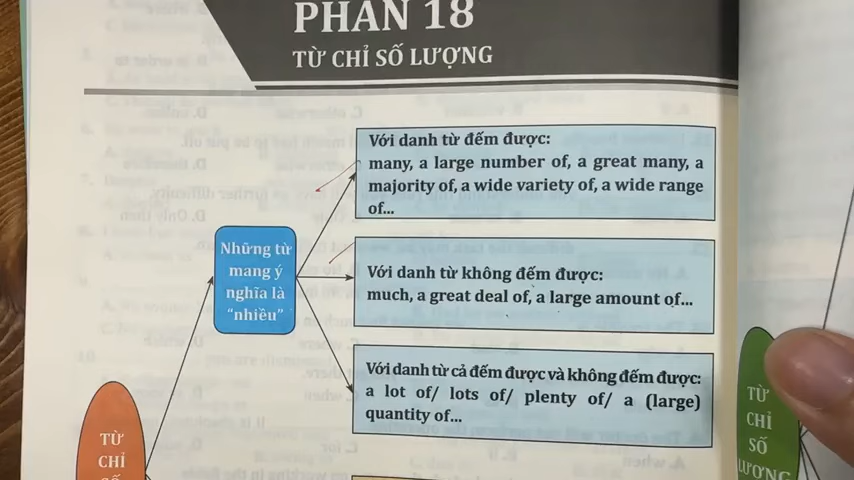 PHẦN 18
TỪ CHỈ SỐ LƯỢNG
Với danh từ đếm được:
many, a large number of, a great many, a
majority of, a wide variety of, a wide range
of...
Những từ
mang ý
nghĩa là
“nhiều”
Với danh từ không đếm được:
much, a great deal of, a large amount of...
Với danh từ cả đếm được và không đếm được:
a lot of/ lots of/ plenty of/ a (large)
quantity of...
TỪ
CHỈ
SỐ
TỪ
CHỈ
SỐ
LƯỢNG